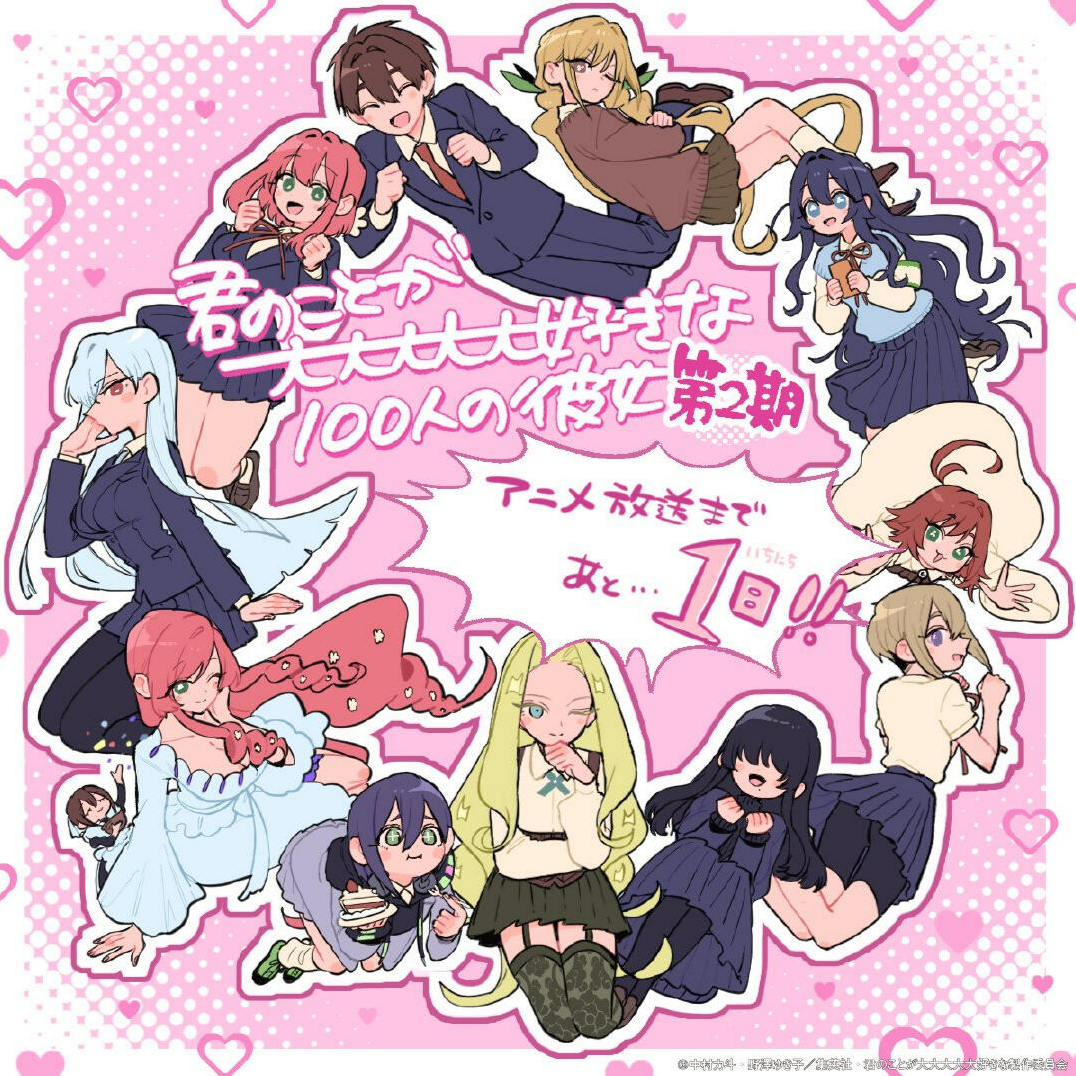 君のことが
大大大大大好きな
100人の彼女 第2期
アニメ放送まで
あと… 1日!!
いちにち
©中村力斗・野澤ゆき子／集英社・君のことが大大大大大好きな製作委員会